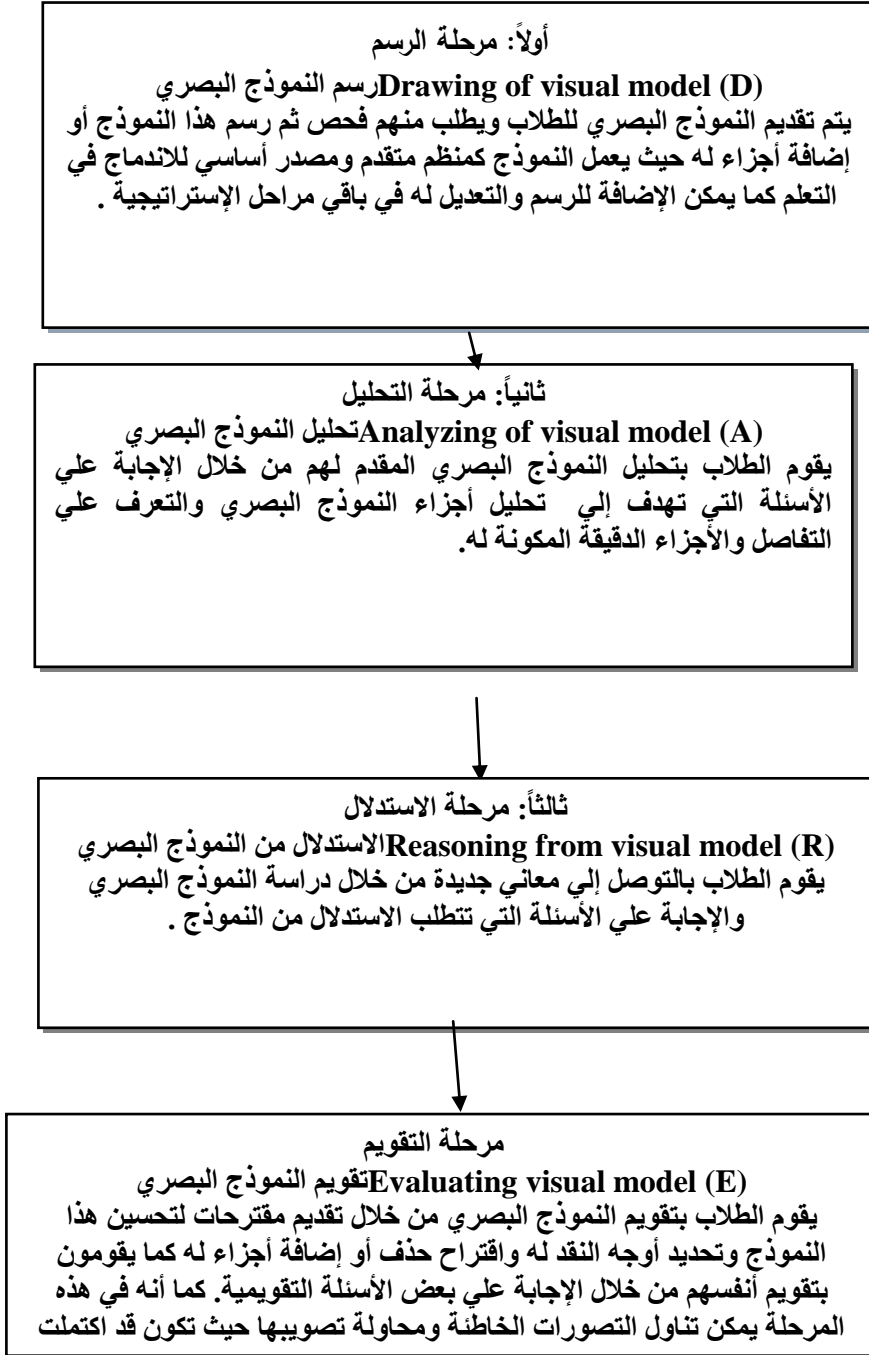 أولاً: مرحلة الرسم
رسم النموذج البصري Drawing of visual model (D)
يتم تقديم النموذج البصري للطلاب ويطلب منهم فحص ثم رسم هذا النموذج أو
إضافة أجزاء له حيث يعمل النموذج كمنظم متقدم ومصدر أساسي للاندماج في
التعلم كما يمكن الإضافة للرسم والتعديل له في باقي مراحل الإستراتيجية .
ثانياً: مرحلة التحليل
تحليل النموذج البصري Analyzing of visual model (A)
يقوم الطلاب بتحليل النموذج البصري المقدم لهم من خلال الإجابة علي
الأسئلة التي تهدف إلي تحليل أجزاء النموذج البصري والتعرف علي
التفاصل والأجزاء الدقيقة المكونة له.
ثالثاً: مرحلة الاستدلال
الاستدلال من النموذج البصري Reasoning from visual model (R)
يقوم الطلاب بالتوصل إلي معاني جديدة من خلال دراسة النموذج البصري
والإجابة علي الأسئلة التي تتطلب الاستدلال من النموذج .
مرحلة التقويم
تقويم النموذج البصري Evaluating visual model (E)
يقوم الطلاب بتقويم النموذج البصري من خلال تقديم مقترحات لتحسين هذا
النموذج وتحديد أوجه النقد له واقتراح حذف أو إضافة أجزاء له كما يقومون
بتقويم أنفسهم من خلال الإجابة علي بعض الأسئلة التقويمية. كما أنه في هذه
المرحلة يمكن تناول التصورات الخاطئة ومحاولة تصويبها حيث تكون قد اكتملت